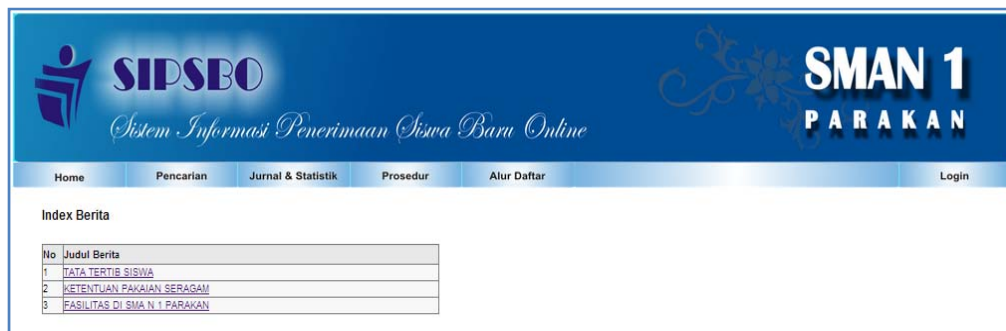 SIPSBO
Sistem Informasi Penerimaan Siswa Baru Online
SMAN 1
PARAKAN
Home Pencarian Jurnal & Statistik Prosedur Alur Daftar Login
Index Berita
No Judul Berita
1 TATA TERTIB SISWA
2 KETENTUAN PAKAIAN SERAGAM
3 FASILITAS DI SMA N 1 PARAKAN